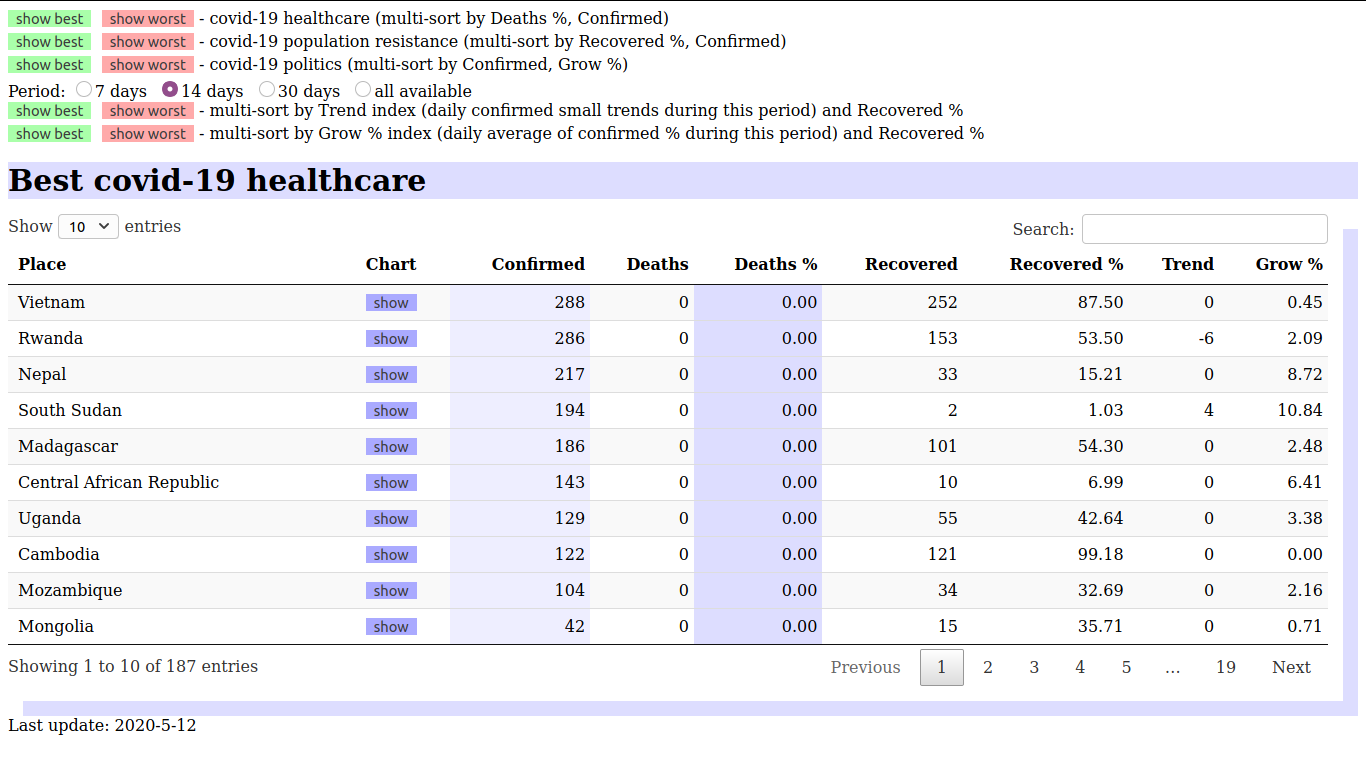 show best show worst - covid-19 healthcare (multi-sort by Deaths %, Confirmed)
show best show worst - covid-19 population resistance (multi-sort by Recovered %, Confirmed)
show best show worst - covid-19 politics (multi-sort by Confirmed, Grow %)
Period: 7 days 14 days 30 days all available
show best show worst - multi-sort by Trend index (daily confirmed small trends during this period) and Recovered %
show best show worst - multi-sort by Grow % index (daily average of confirmed % during this period) and Recovered %
Best covid-19 healthcare
Show 10 entries Search:
Place Chart Confirmed Deaths Deaths % Recovered Recovered % Trend Grow %
Vietnam show 288 0 0.00 252 87.50 0 0.45
Rwanda show 286 0 0.00 153 53.50 -6 2.09
Nepal show 217 0 0.00 33 15.21 0 8.72
South Sudan show 194 0 0.00 2 1.03 4 10.84
Madagascar show 186 0 0.00 101 54.30 0 2.48
Central African Republic show 143 0 0.00 10 6.99 0 6.41
Uganda show 129 0 0.00 55 42.64 0 3.38
Cambodia show 122 0 0.00 121 99.18 0 0.00
Mozambique show 104 0 0.00 34 32.69 0 2.16
Mongolia show 42 0 0.00 15 35.71 0 0.71
Showing 1 to 10 of 187 entries Previous 1 2 3 4 5 … 19 Next
Last update: 2020-5-12